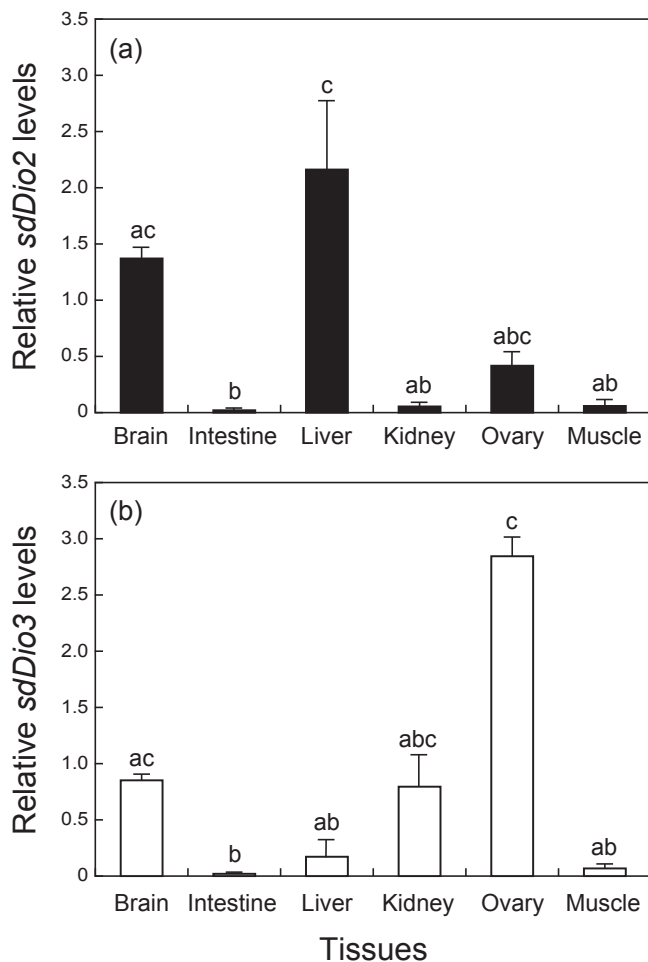 (a)
Relative sdDio2 levels
3.5
3.0
2.5
2.0
1.5
1.0
0.5
0
ac
b
c
ab
abc
ab
Brain Intestine Liver Kidney Ovary Muscle
(b)
Relative sdDio3 levels
3.5
3.0
2.5
2.0
1.5
1.0
0.5
0
ac
b
ab
abc
c
ab
Brain Intestine Liver Kidney Ovary Muscle
Tissues